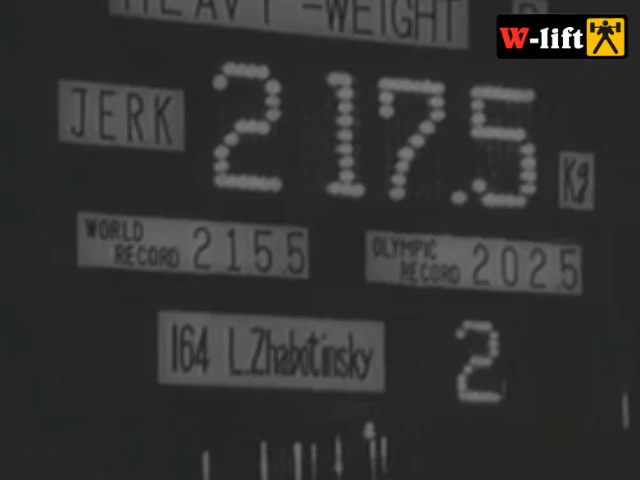 HEAVY-WEIGHT
W-lift
JERK 217.5 Kg
WORLD RECORD 215.5
OLYMPIC RECORD 202.5
164 L.Zhabotinsky 2